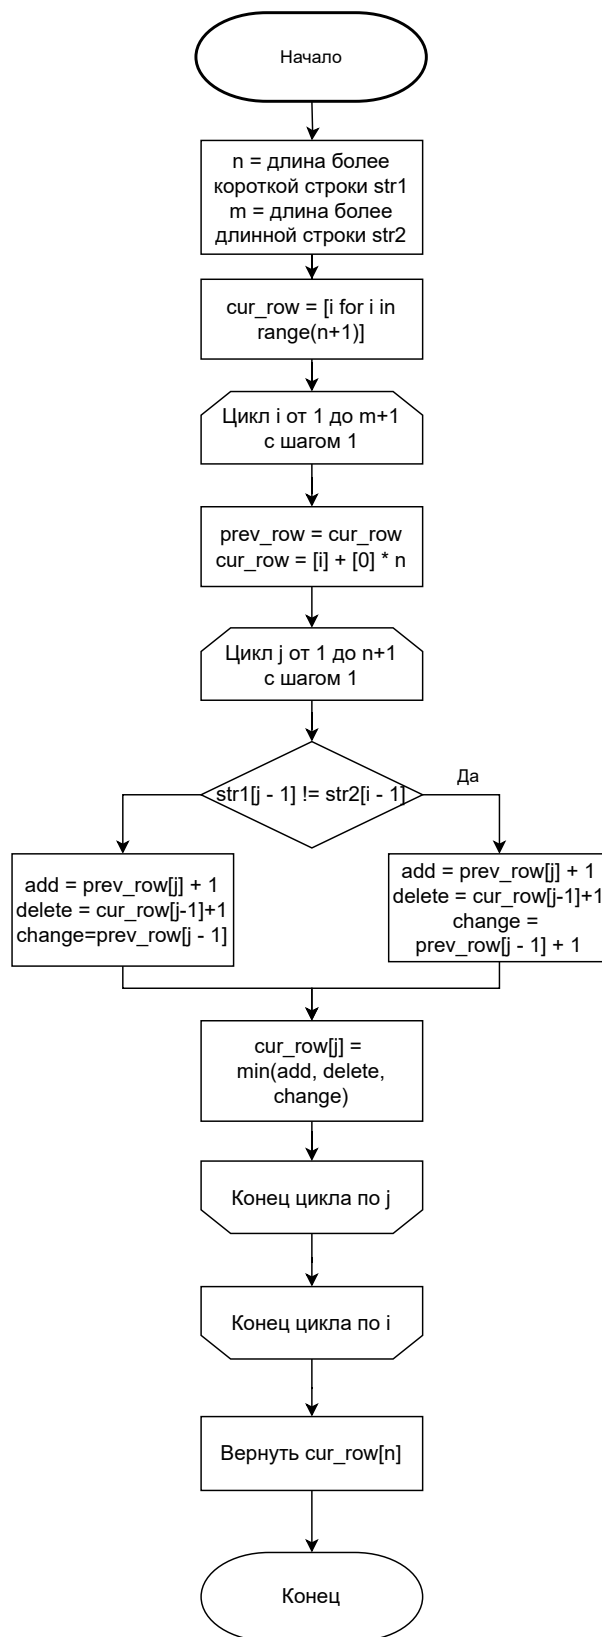 Начало
n = длина более
короткой строки str1
m = длина более
длинной строки str2
cur_row = [i for i in
range(n+1)]
Цикл i от 1 до m+1
с шагом 1
prev_row = cur_row
cur_row = [i] + [0] * n
Цикл j от 1 до n+1
с шагом 1
str1[j - 1] != str2[i - 1]
Да
add = prev_row[j] + 1
delete = cur_row[j-1]+1
change=prev_row[j - 1]
add = prev_row[j] + 1
delete = cur_row[j-1]+1
change =
prev_row[j - 1] + 1
cur_row[j] =
min(add, delete,
change)
Конец цикла по j
Конец цикла по i
Вернуть cur_row[n]
Конец